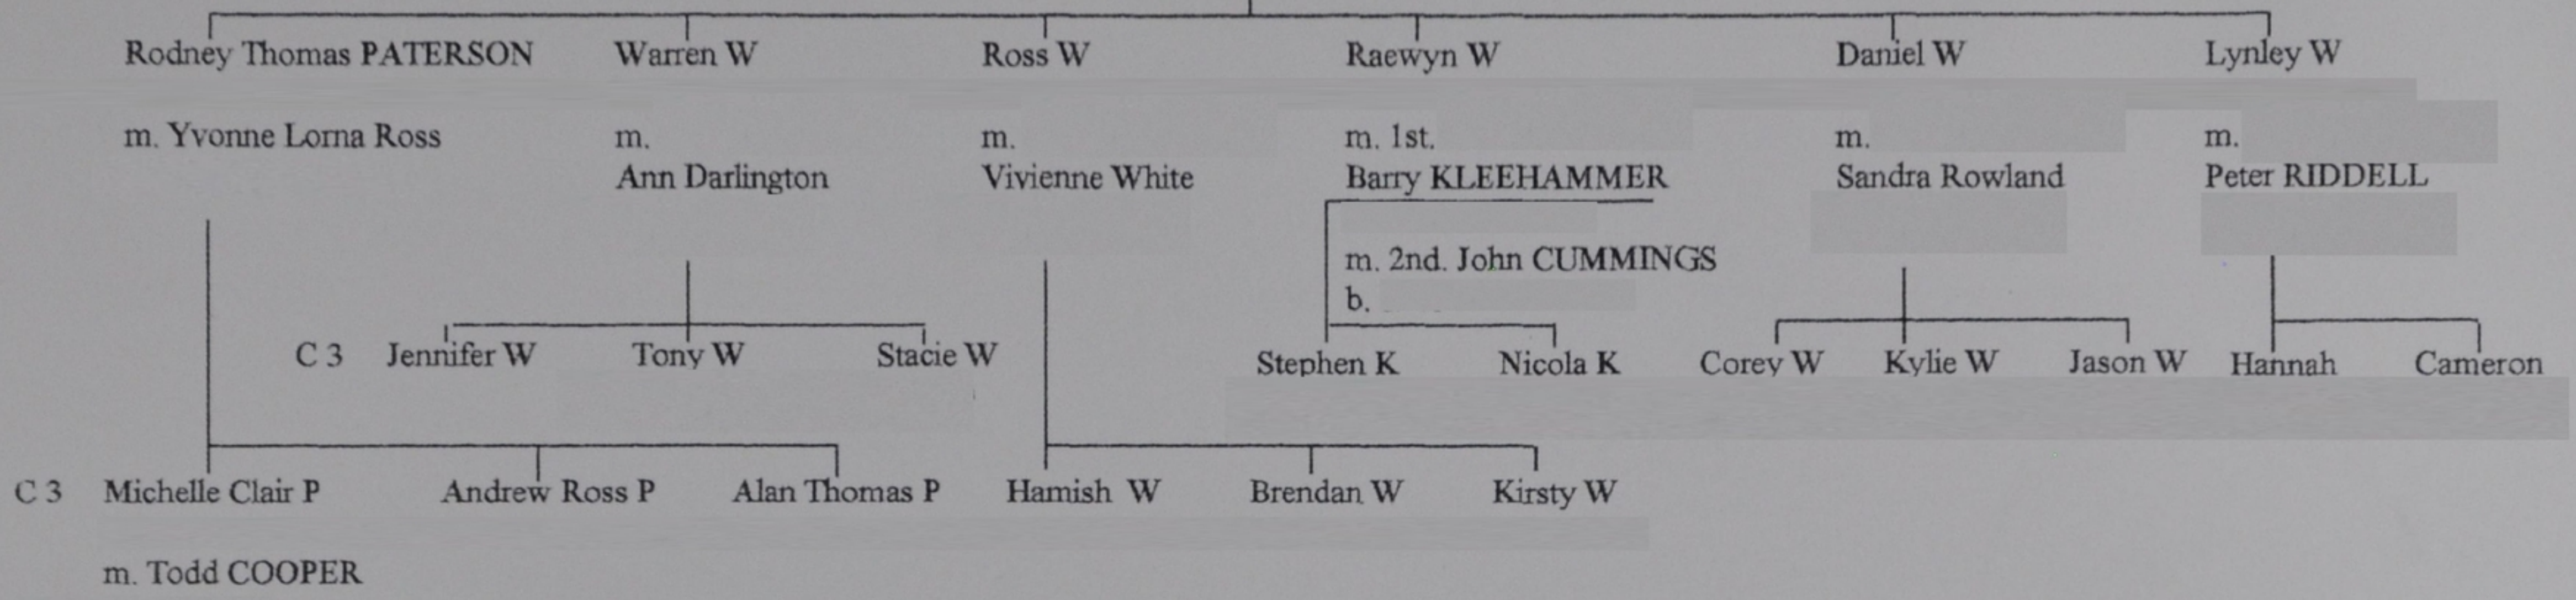 Rodney Thomas PATERSON Warren W Ross W Raewyn W Daniel W Lynley W
m. Yvonne Lorna Ross m. m. m. 1st. m. m.
Ann Darlington Vivienne White Barry KLEEHAMMER Sandra Rowland Peter RIDDELL
m. 2nd. John CUMMINGS
b.
C 3 Jennifer W Tony W Stacie W Stephen K Nicola K Corey W Kylie W Jason W Hannah Cameron
C 3 Michelle Clair P Andrew Ross P Alan Thomas P Hamish W Brendan W Kirsty W
m. Todd COOPER